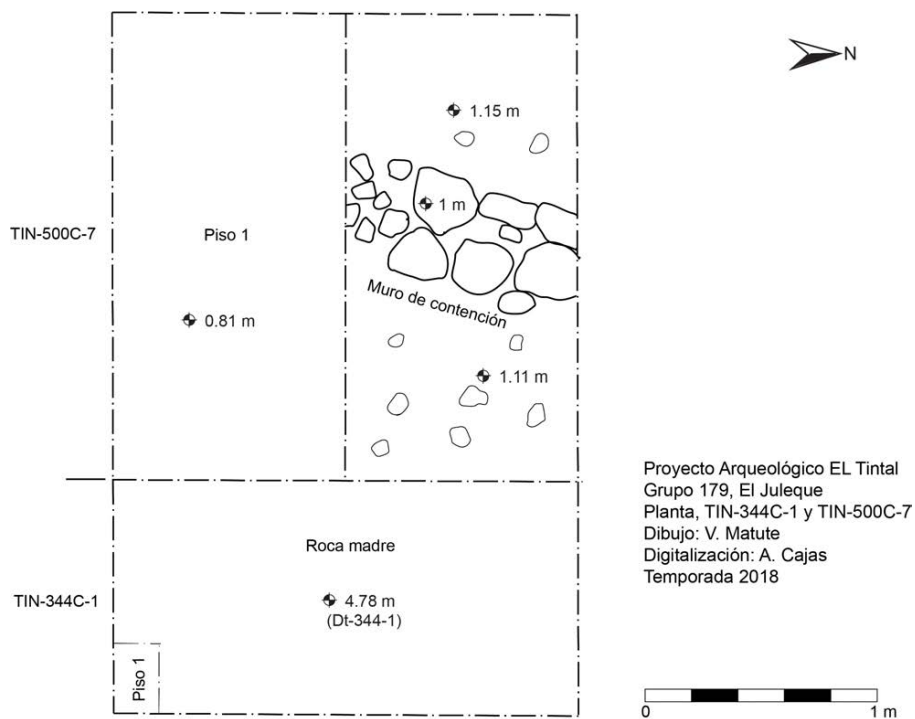 N
1.15 m
1 m
TIN-500C-7
Piso 1
Muro de contención
0.81 m
1.11 m
Proyecto Arqueológico EL Tintal
Grupo 179, El Juleque
Planta, TIN-344C-1 y TIN-500C-7
Dibujo: V. Matute
Digitalización: A. Cajas
Temporada 2018
Roca madre
TIN-344C-1
4.78 m
(Dt-344-1)
Piso 1
0
1 m